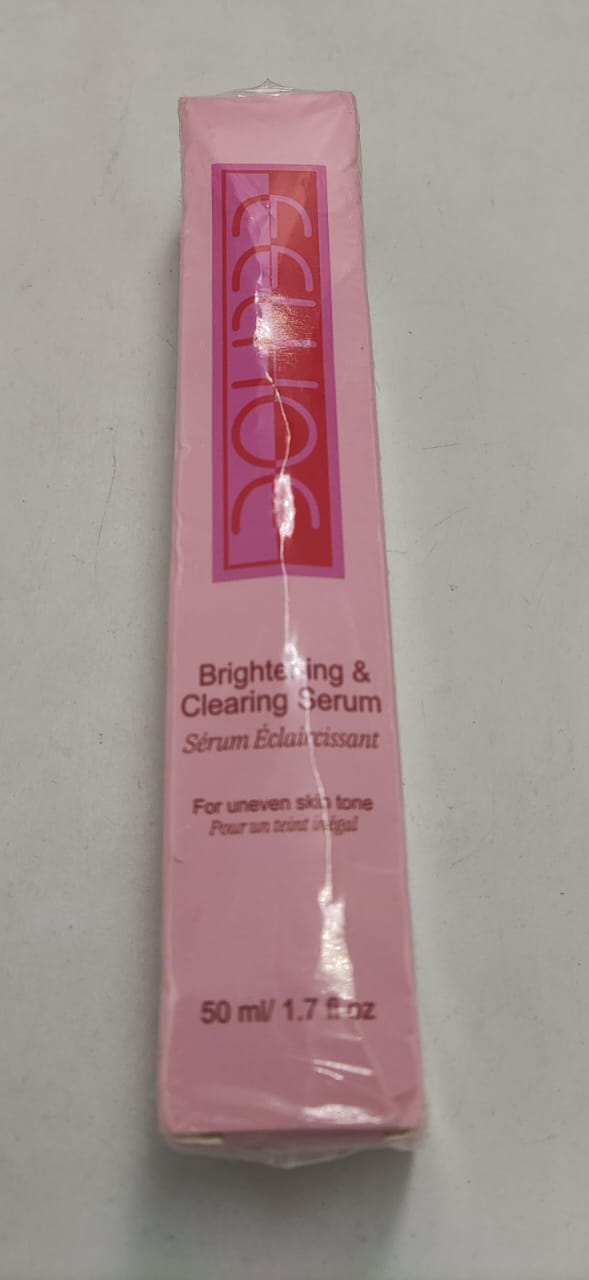 Brightening &
Clearing Serum
Sérum Éclaircissant
For uneven skin tone
Pour un teint inégal
50 ml/ 1.7 fl oz